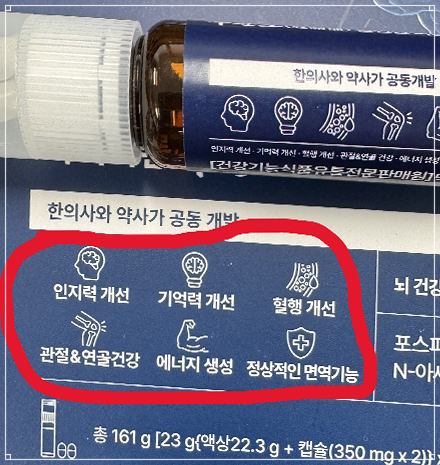 한의사와 약사가 공동개발
인지력 개선 · 기억력 개선 · 혈행 개선 · 관절&연골 건강 · 에너지 생성
[건강기능식품유통전문판매원]
한의사와 약사가 공동 개발
인지력 개선 기억력 개선 혈행 개선
뇌 건강
관절&연골건강 에너지 생성 정상적인 면역기능
포스파
N-아세
총 161 g [23 g{액상22.3 g + 캡슐(350 mg x 2)} x